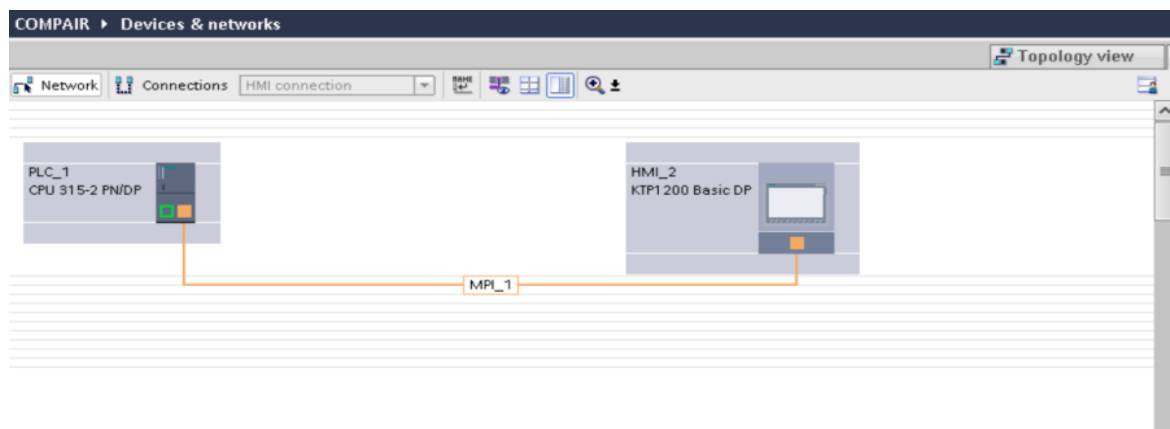 COMPAIR ▸ Devices & networks
Topology view
Network Connections HMI connection
PLC_1
CPU 315-2 PN/DP
HMI_2
KTP1200 Basic DP
MPI_1